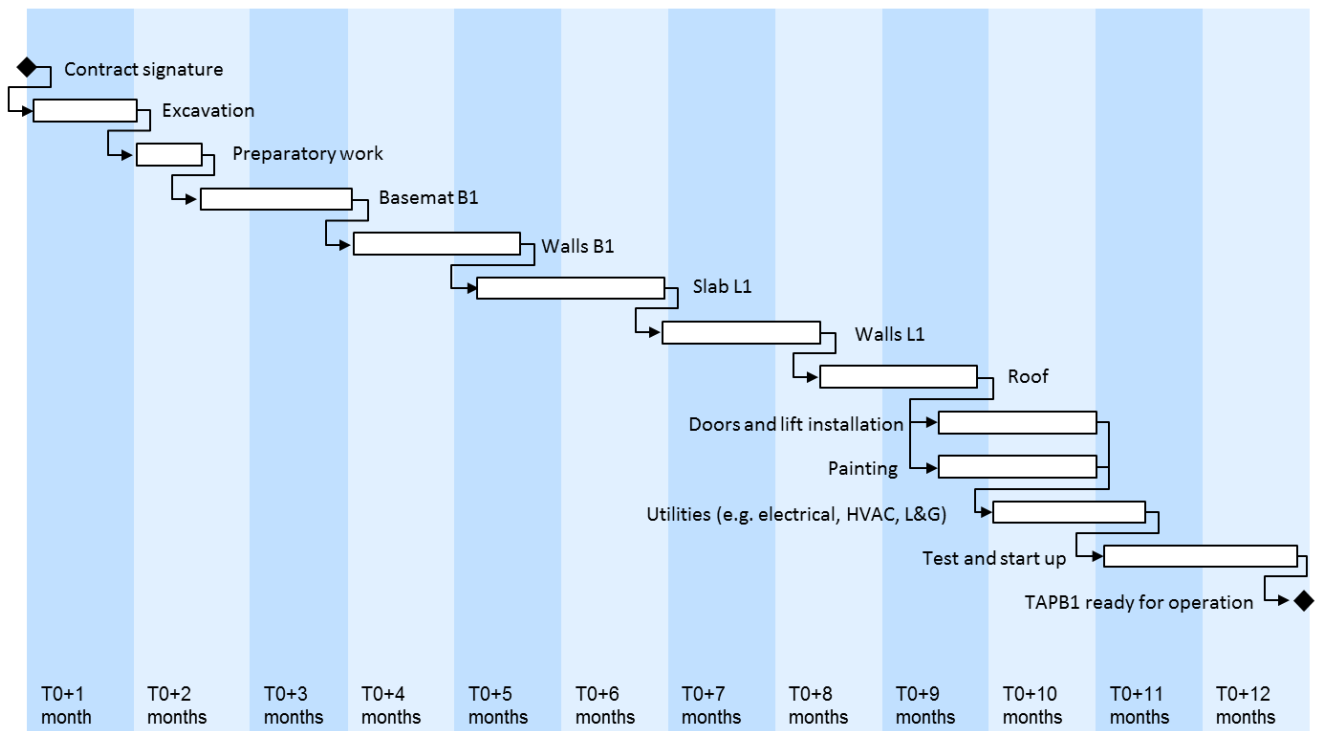 Contract signature
Excavation
Preparatory work
Basemat B1
Walls B1
Slab L1
Walls L1
Roof
Doors and lift installation
Painting
Utilities (e.g. electrical, HVAC, L&G)
Test and start up
TAPB1 ready for operation
T0+1 T0+2 T0+3 T0+4 T0+5 T0+6 T0+7 T0+8 T0+9 T0+10 T0+11 T0+12
month months months months months months months months months months months months